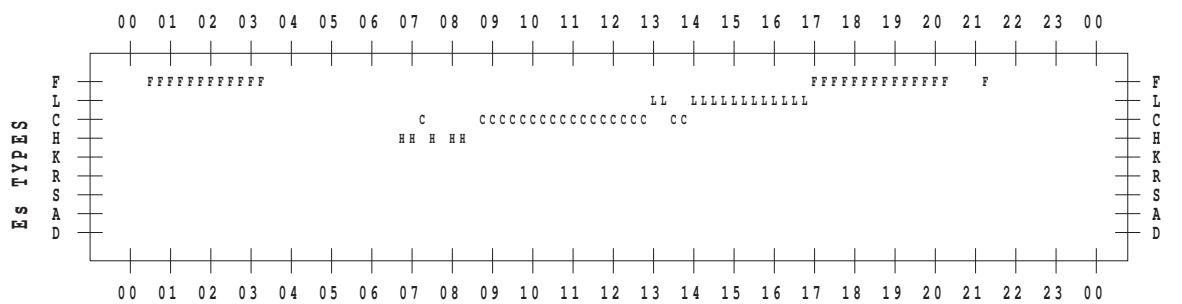 00 01 02 03 04 05 06 07 08 09 10 11 12 13 14 15 16 17 18 19 20 21 22 23 00
F FFFFFFFFFFFF FFFFFFFFFFFFFF F F
L LL LLLLLLLLLLLL L
C C CCCCCCCCCCCCCCCCC CC C
H HH H HH H
K K
R R
S S
A A
D D
Es TYPES
00 01 02 03 04 05 06 07 08 09 10 11 12 13 14 15 16 17 18 19 20 21 22 23 00